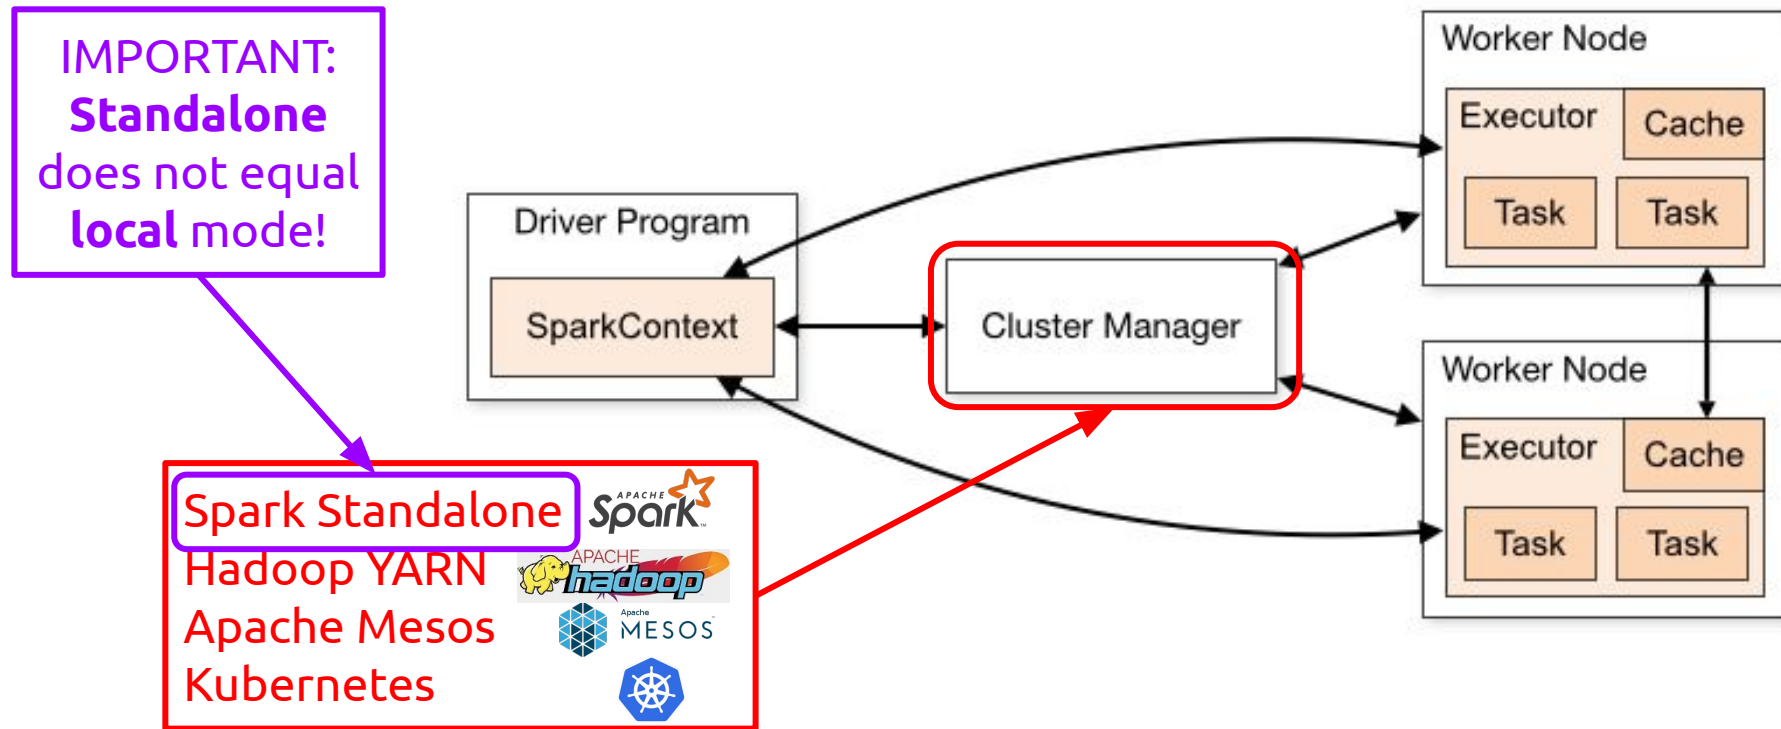 IMPORTANT:
Standalone
does not equal
local mode!
Driver Program
SparkContext
Cluster Manager
Worker Node
Executor
Cache
Task
Task
Worker Node
Executor
Cache
Task
Task
Spark Standalone
APACHE
Spark
TM
Hadoop YARN
APACHE
hadoop
Apache Mesos
Apache
MESOS
Kubernetes